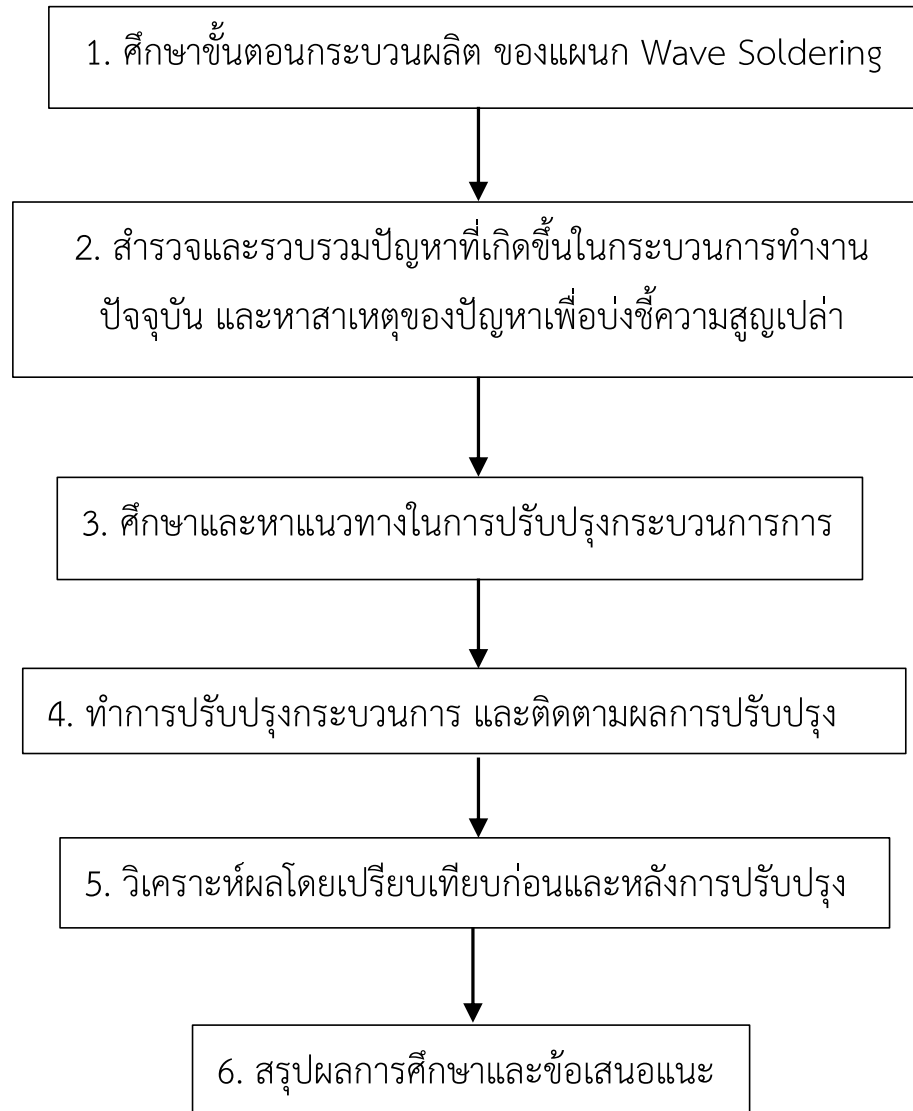 1. ศึกษาขั้นตอนกระบวนผลิต ของแผนก Wave Soldering
2. สำรวจและรวบรวมปัญหาที่เกิดขึ้นในกระบวนการทำงาน
ปัจจุบัน และหาสาเหตุของปัญหาเพื่อบ่งชี้ความสูญเปล่า
3. ศึกษาและหาแนวทางในการปรับปรุงกระบวนการการ
4. ทำการปรับปรุงกระบวนการ และติดตามผลการปรับปรุง
5. วิเคราะห์ผลโดยเปรียบเทียบก่อนและหลังการปรับปรุง
6. สรุปผลการศึกษาและข้อเสนอแนะ